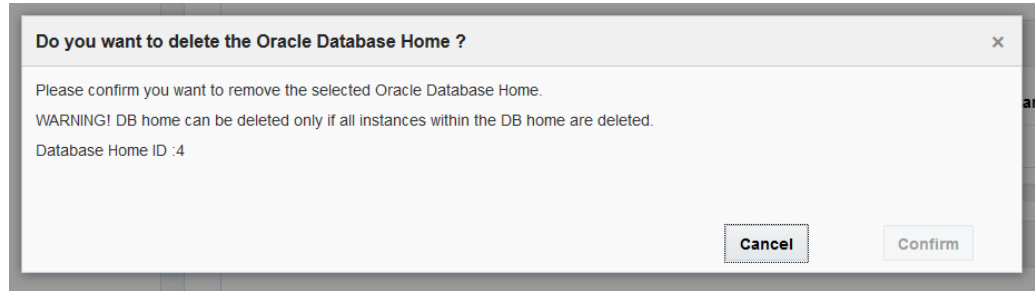 Do you want to delete the Oracle Database Home ?
×
Please confirm you want to remove the selected Oracle Database Home.
WARNING! DB home can be deleted only if all instances within the DB home are deleted.
Database Home ID :4
Cancel
Confirm